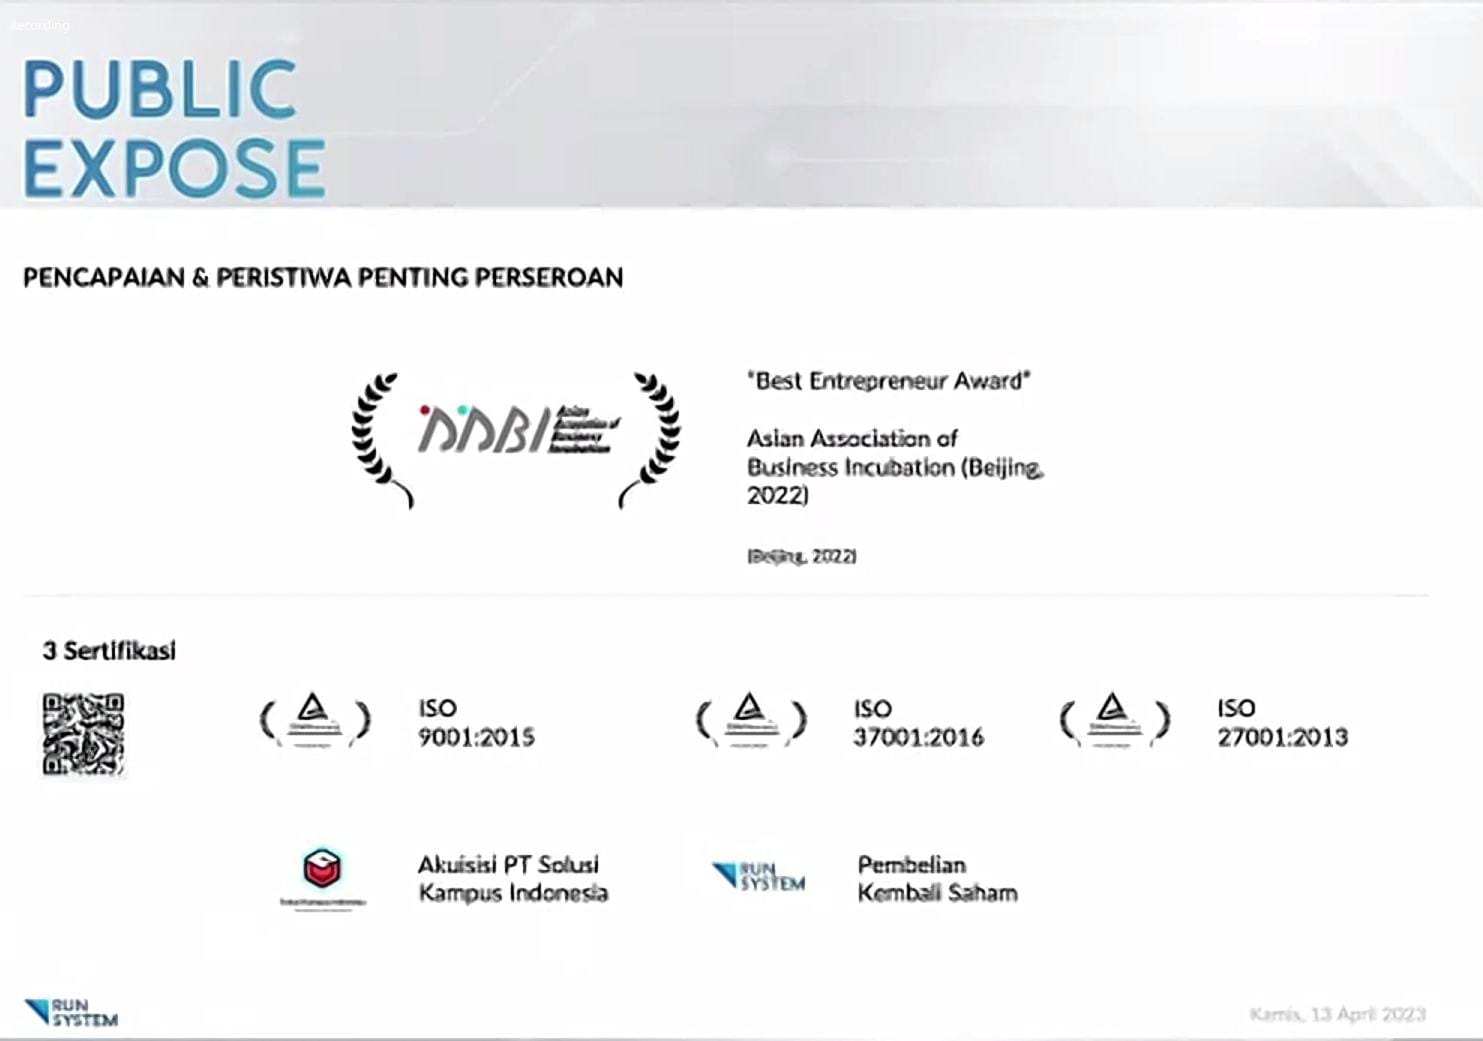 Recording
PUBLIC
EXPOSE
PENCAPAIAN & PERISTIWA PENTING PERSEROAN
AABI
Asian
Association of
Business
Incubation
"Best Entrepreneur Award"
Asian Association of
Business Incubation (Beijing,
2022)
(Beijing, 2022)
3 Sertifikasi
ISO
9001:2015
ISO
37001:2016
ISO
27001:2013
Akuisisi PT Solusi
Kampus Indonesia
RUN
SYSTEM
Pembelian
Kembali Saham
RUN
SYSTEM
Kamis, 13 April 2023